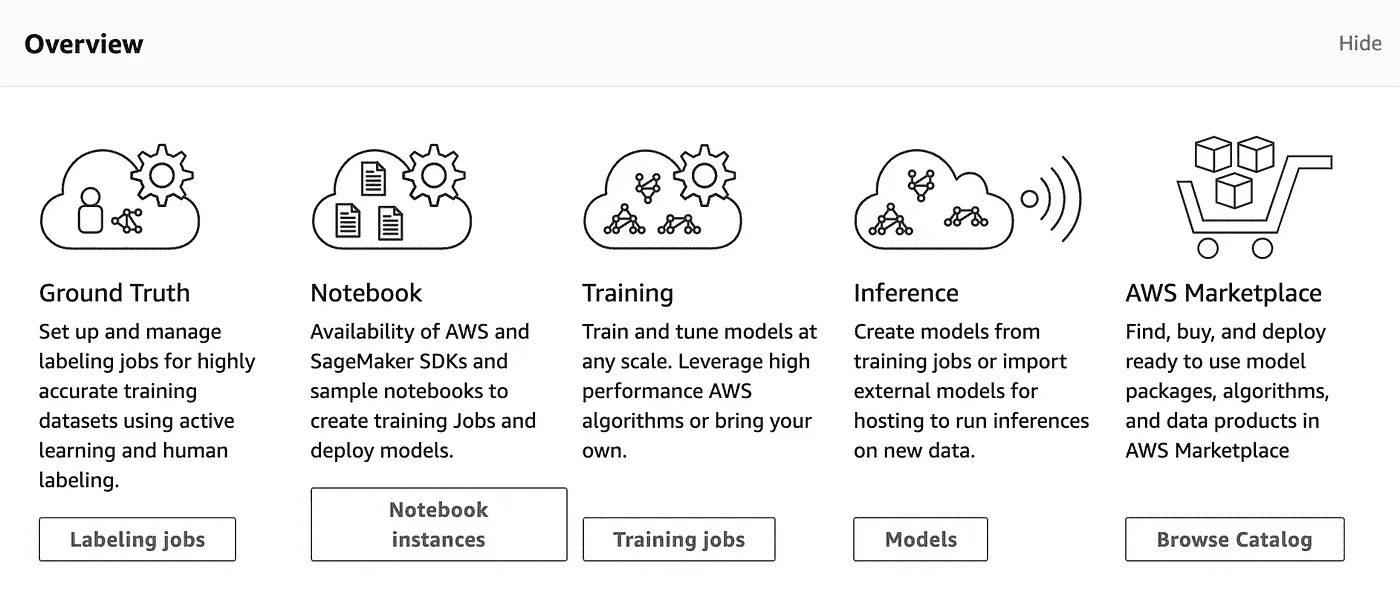 Overview
Hide
Ground Truth
Set up and manage
labeling jobs for highly
accurate training
datasets using active
learning and human
labeling.
Labeling jobs
Notebook
Availability of AWS and
SageMaker SDKs and
sample notebooks to
create training Jobs and
deploy models.
Notebook
instances
Training
Train and tune models at
any scale. Leverage high
performance AWS
algorithms or bring your
own.
Training jobs
Inference
Create models from
training jobs or import
external models for
hosting to run inferences
on new data.
Models
AWS Marketplace
Find, buy, and deploy
ready to use model
packages, algorithms,
and data products in
AWS Marketplace
Browse Catalog